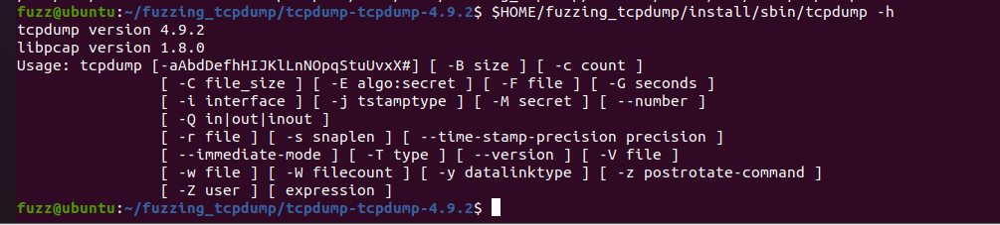 fuzz@ubuntu:~/fuzzing_tcpdump/tcpdump-tcpdump-4.9.2$ $HOME/fuzzing_tcpdump/install/sbin/tcpdump -h
tcpdump version 4.9.2
libpcap version 1.8.0
Usage: tcpdump [-aAbdDefhHIJKlLnNOpqStuUvxX#] [ -B size ] [ -c count ]
                [ -C file_size ] [ -E algo:secret ] [ -F file ] [ -G seconds ]
                [ -i interface ] [ -j tstamptype ] [ -M secret ] [ --number ]
                [ -Q in|out|inout ]
                [ -r file ] [ -s snaplen ] [ --time-stamp-precision precision ]
                [ --immediate-mode ] [ -T type ] [ --version ] [ -V file ]
                [ -w file ] [ -W filecount ] [ -y datalinktype ] [ -z postrotate-command ]
                [ -Z user ] [ expression ]
fuzz@ubuntu:~/fuzzing_tcpdump/tcpdump-tcpdump-4.9.2$